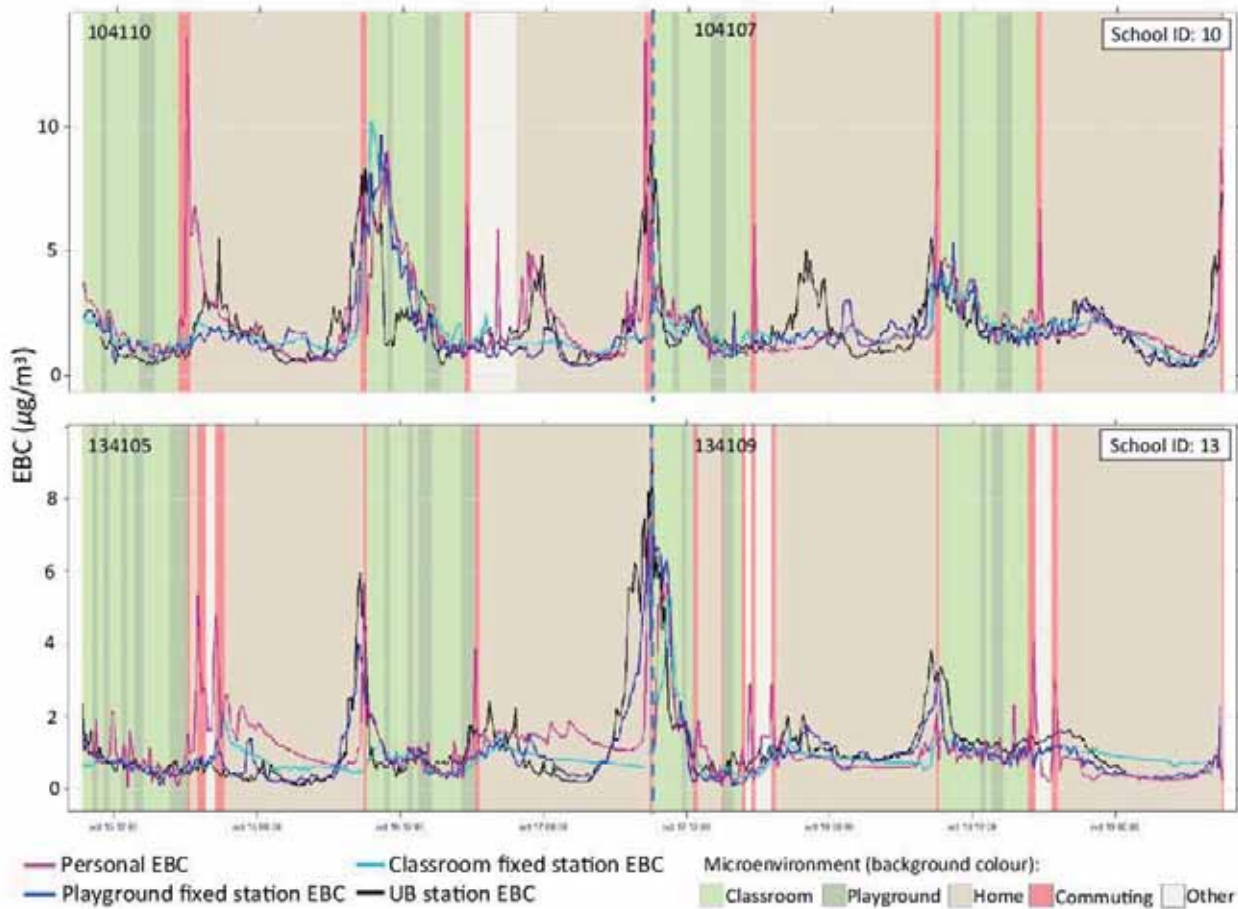 104110
104107
School ID: 10
10
5
0
EBC (µg/m³)
134105
134109
School ID: 13
8
6
4
2
0
Personal EBC
Classroom fixed station EBC
Playground fixed station EBC
UB station EBC
Microenvironment (background colour):
Classroom
Playground
Home
Commuting
Other